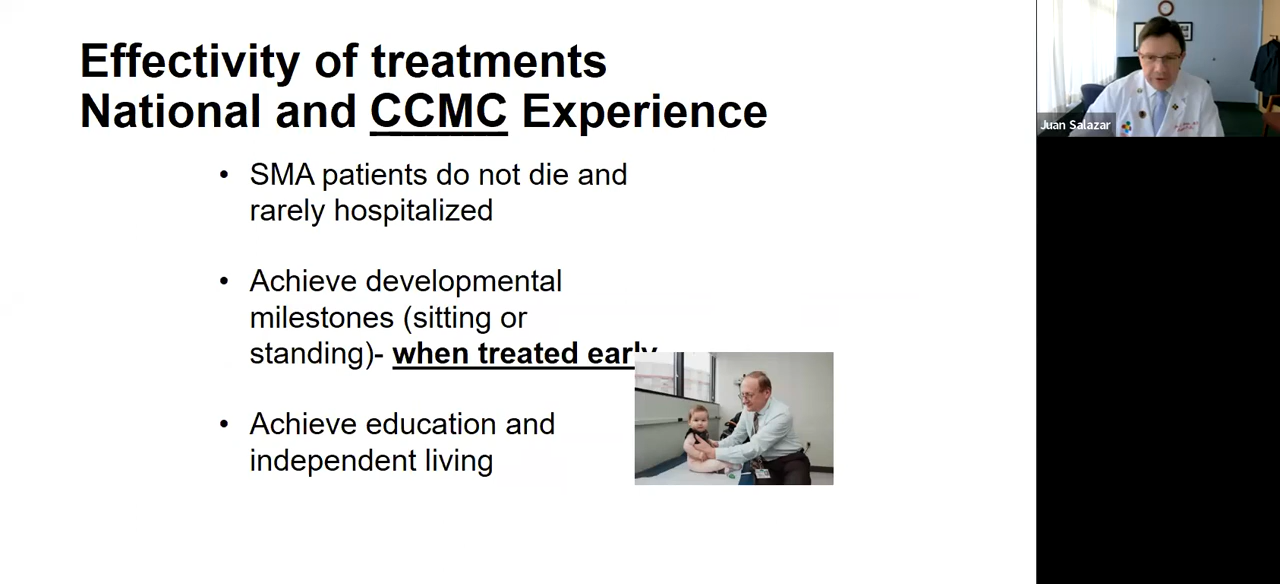 Effectivity of treatments
National and CCMC Experience
• SMA patients do not die and
rarely hospitalized
• Achieve developmental
milestones (sitting or
standing)- when treated early
• Achieve education and
independent living
Juan Salazar